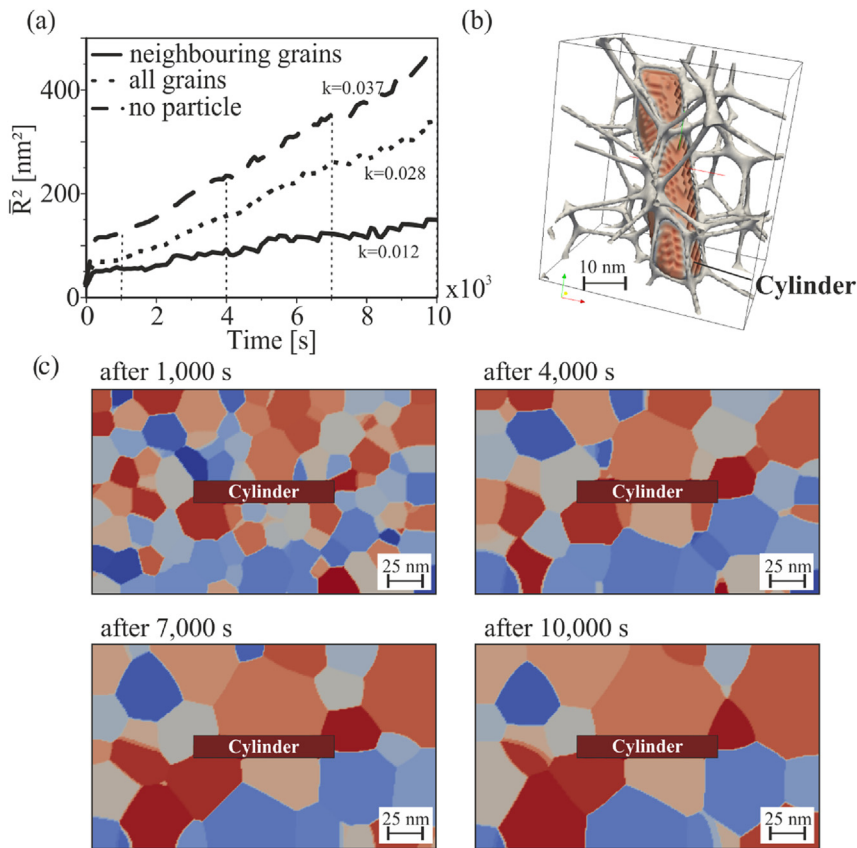 (a)
neighbouring grains
all grains
no particle
k=0.037
k=0.028
k=0.012
R̅² [nm²]
400
200
0
0 2 4 6 8 10
x10³
Time [s]
(b)
10 nm
Cylinder
(c)
after 1,000 s
Cylinder
25 nm
after 4,000 s
Cylinder
25 nm
after 7,000 s
Cylinder
25 nm
after 10,000 s
Cylinder
25 nm